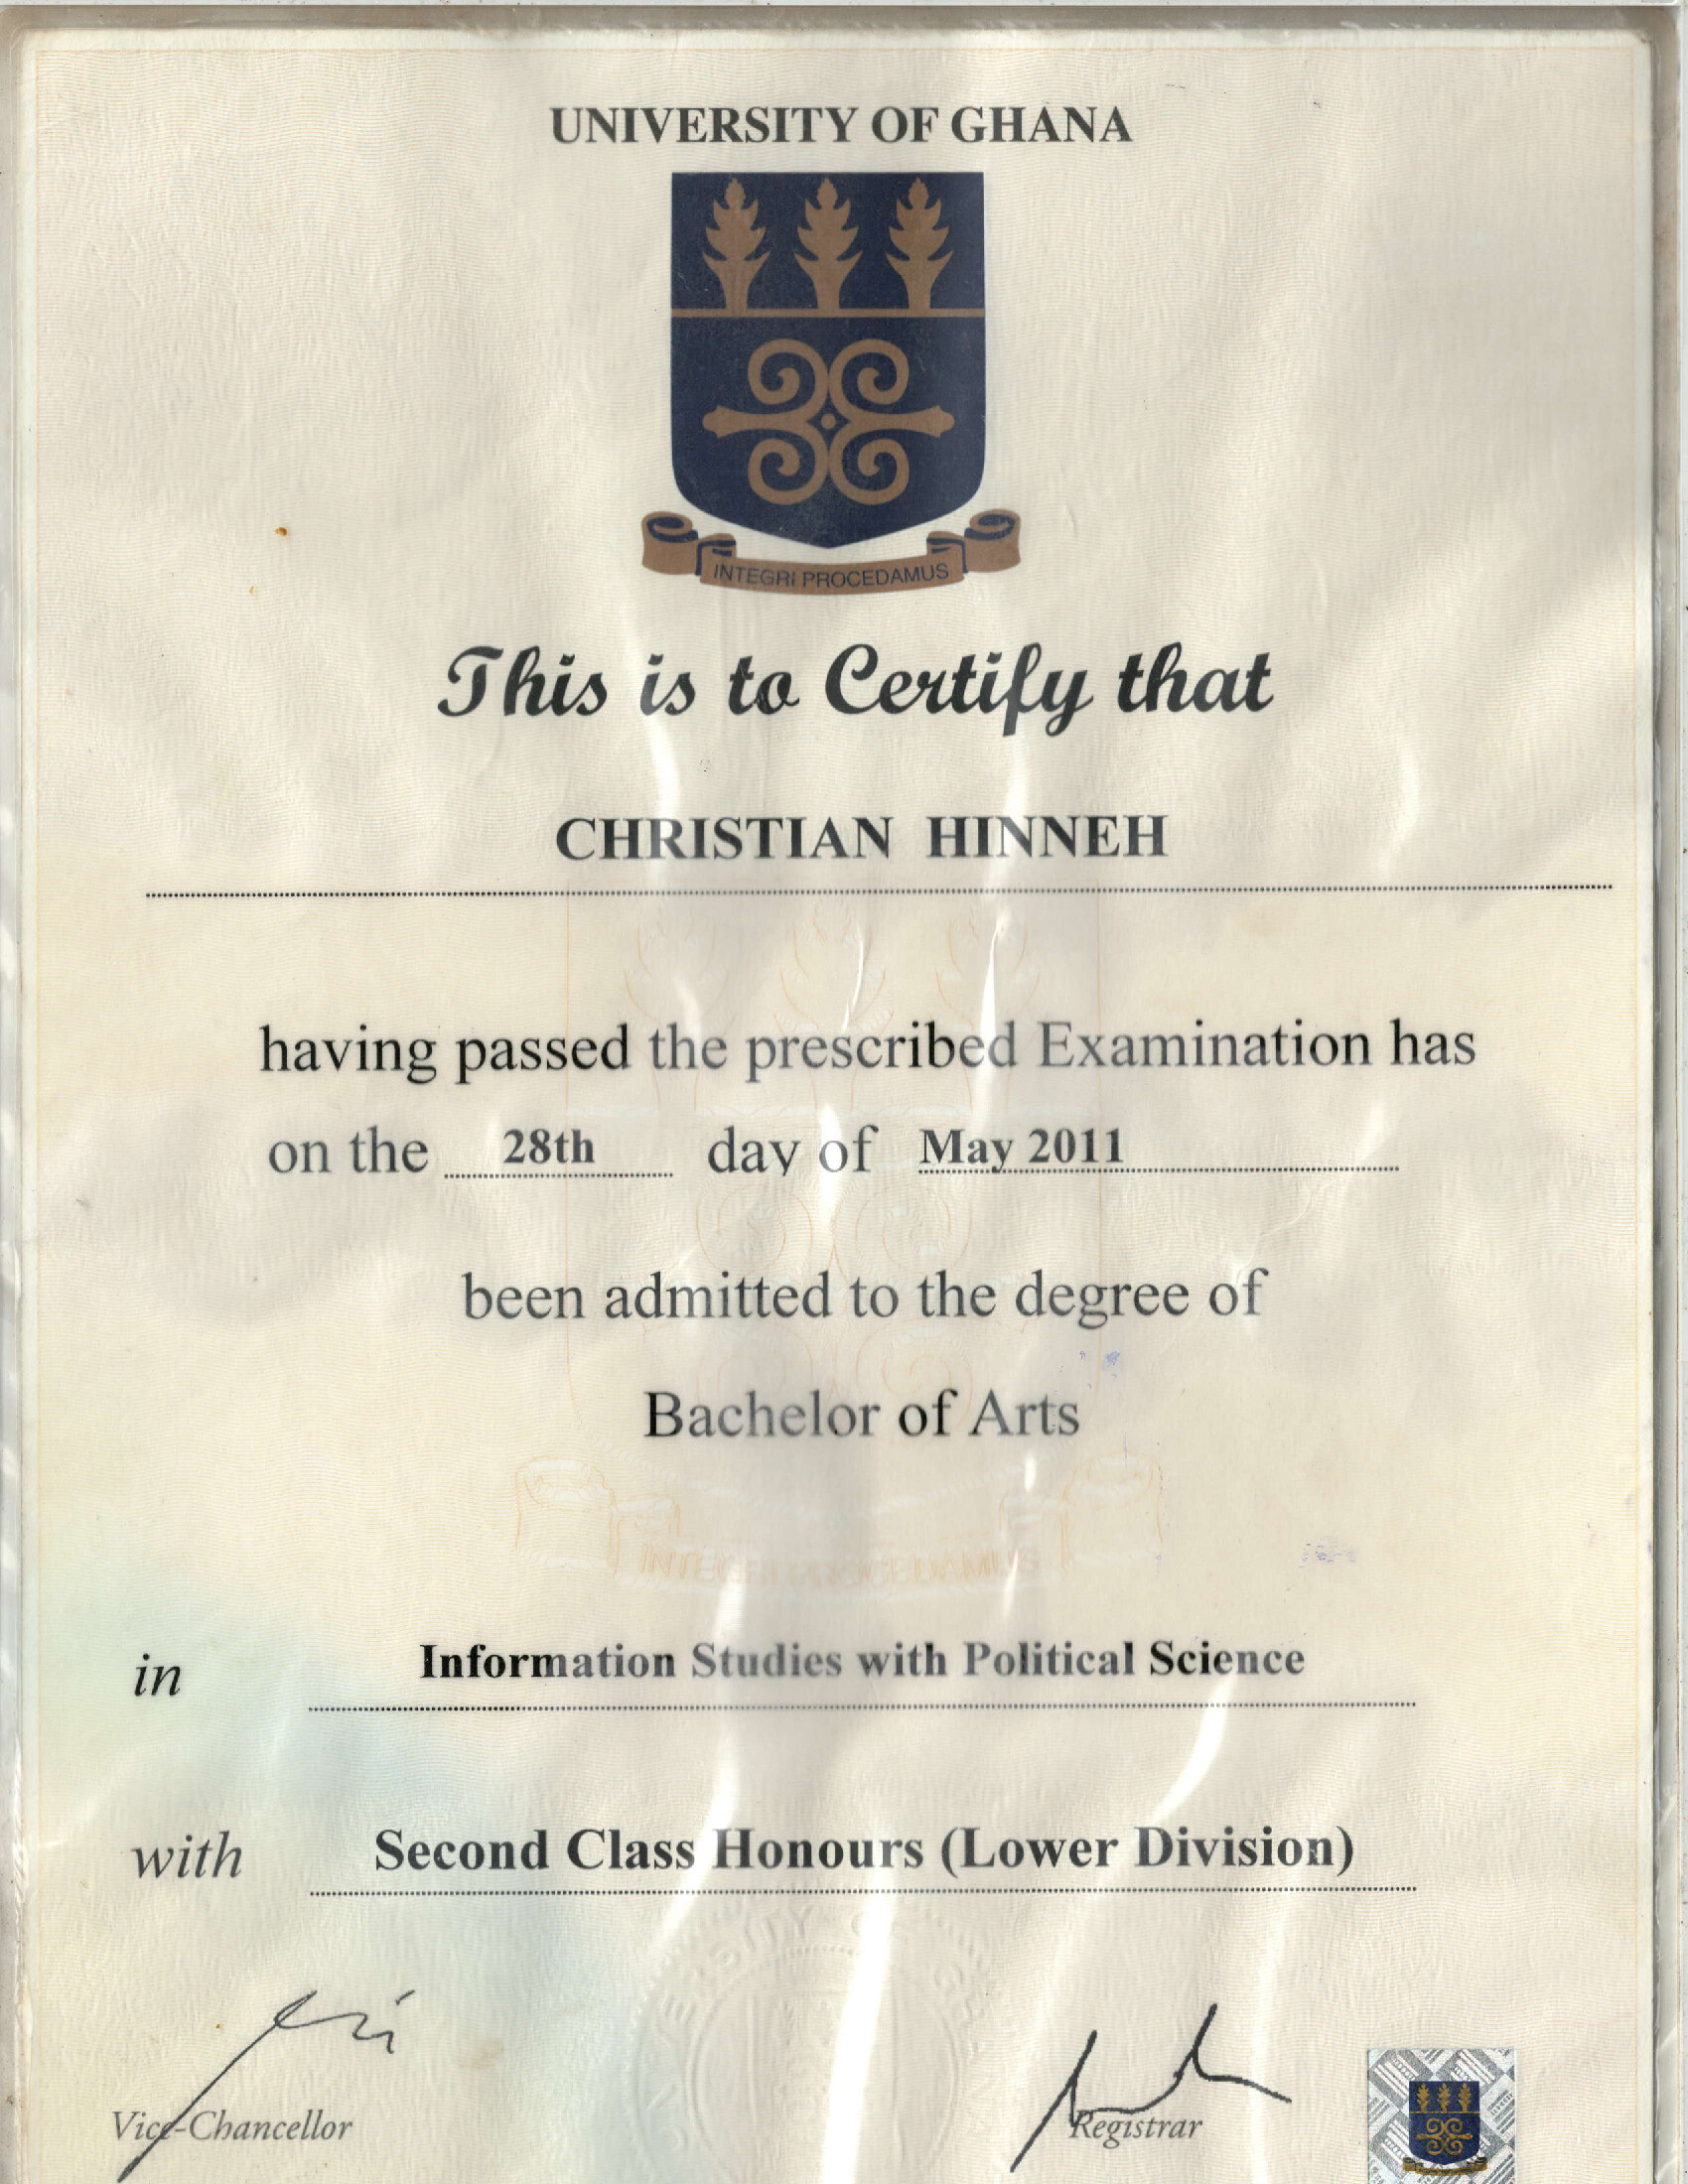 UNIVERSITY OF GHANA
INTEGRI PROCEDAMUS
This is to Certify that
CHRISTIAN HINNEH
having passed the prescribed Examination has
on the 28th day of May 2011
been admitted to the degree of
Bachelor of Arts
INTEGRI PROCEDAMUS
in Information Studies with Political Science
with Second Class Honours (Lower Division)
Vice-Chancellor
Registrar